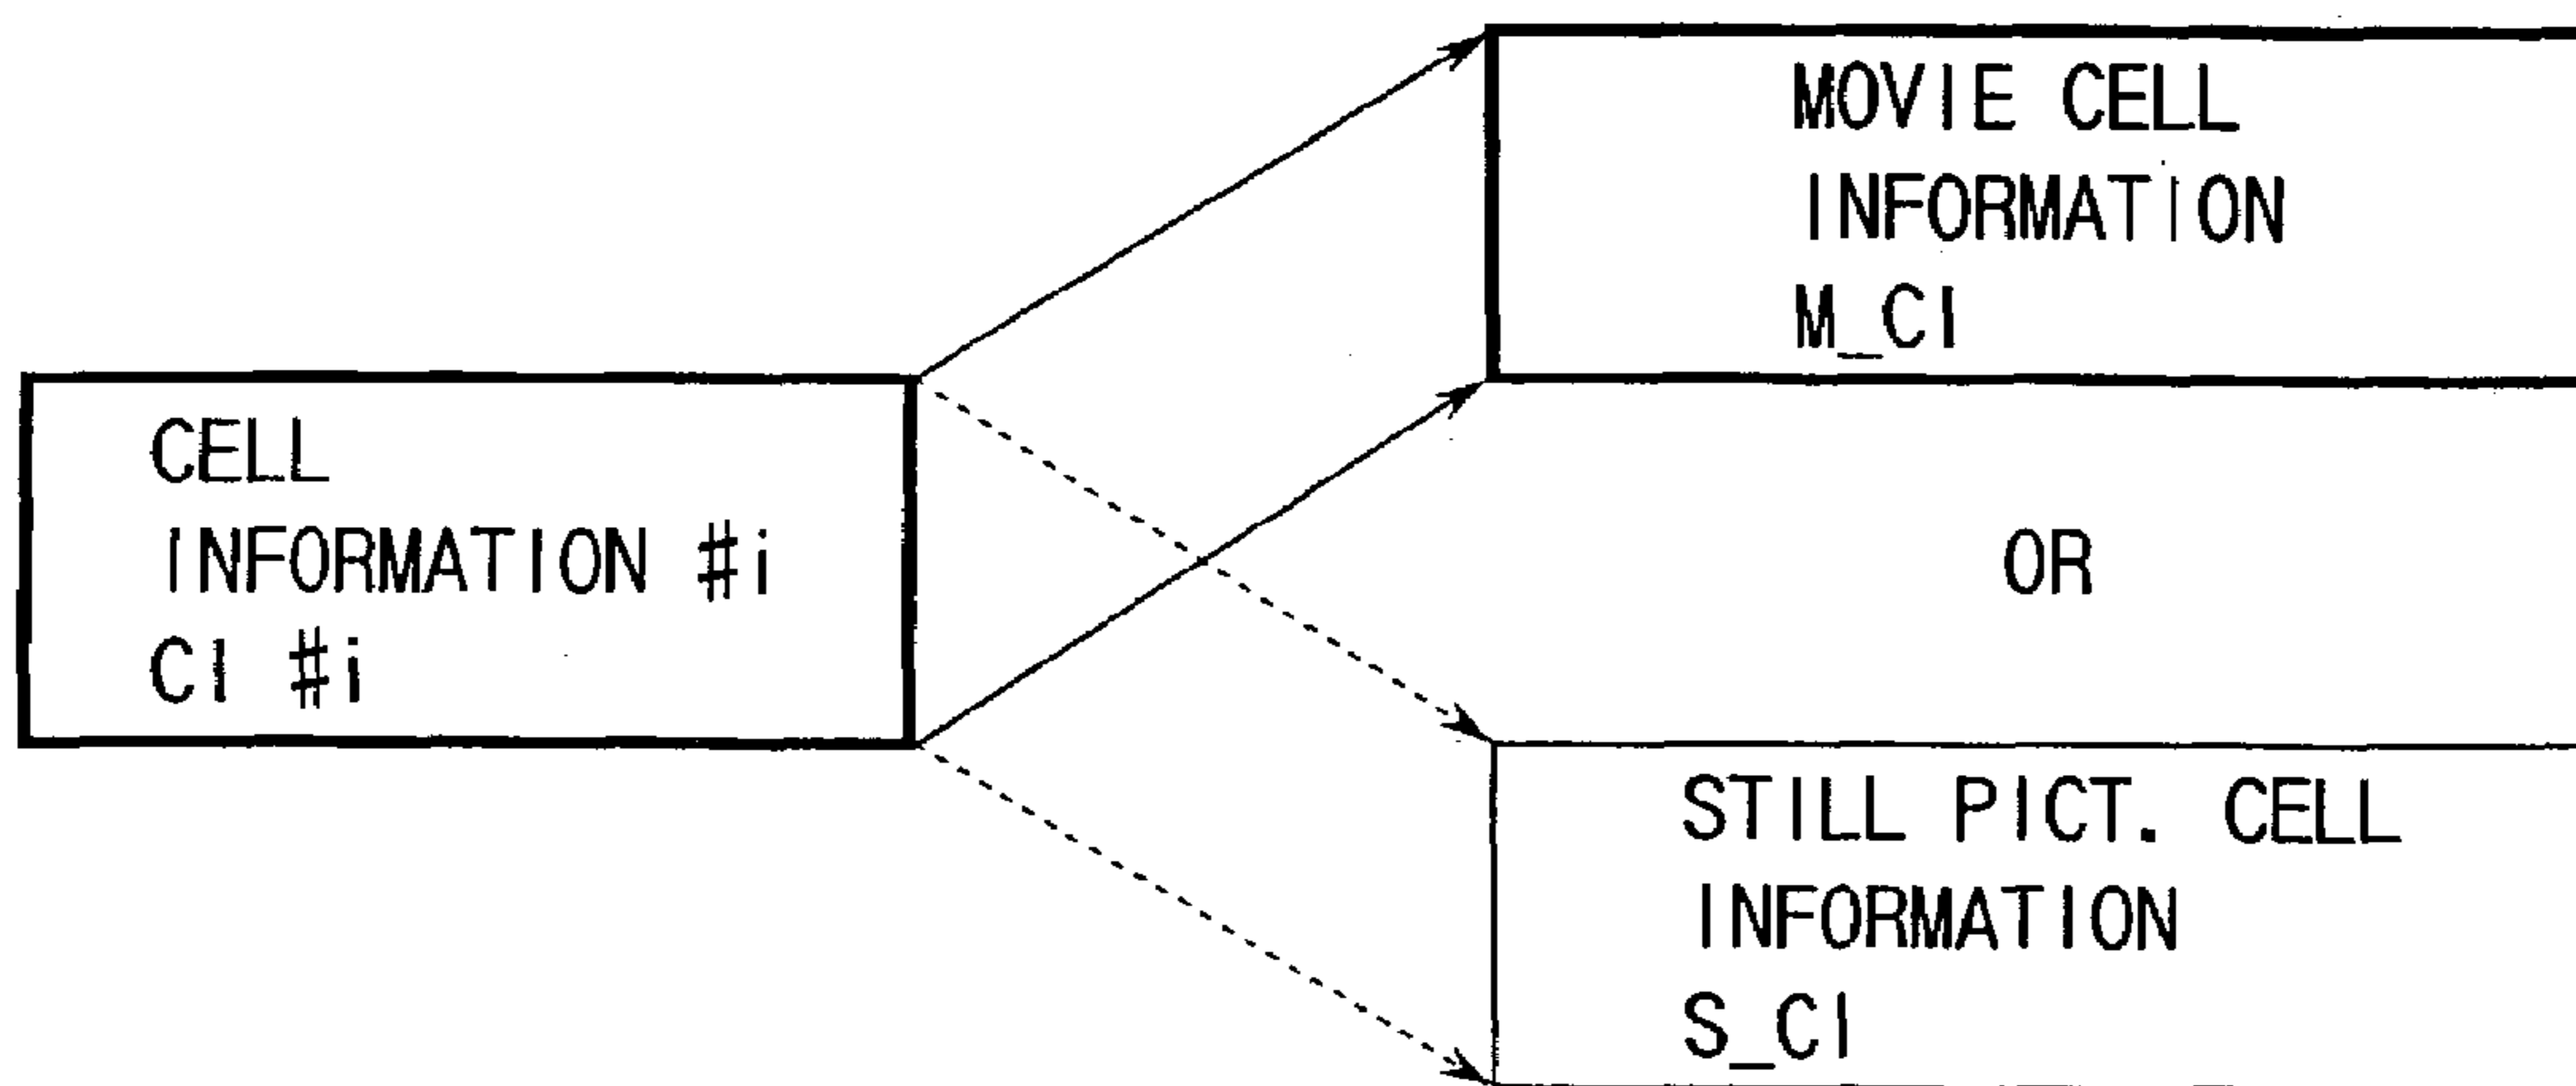 CELL
INFORMATION #i
CI #i
MOVIE CELL
INFORMATION
M_CI
OR
STILL PICT. CELL
INFORMATION
S_CI